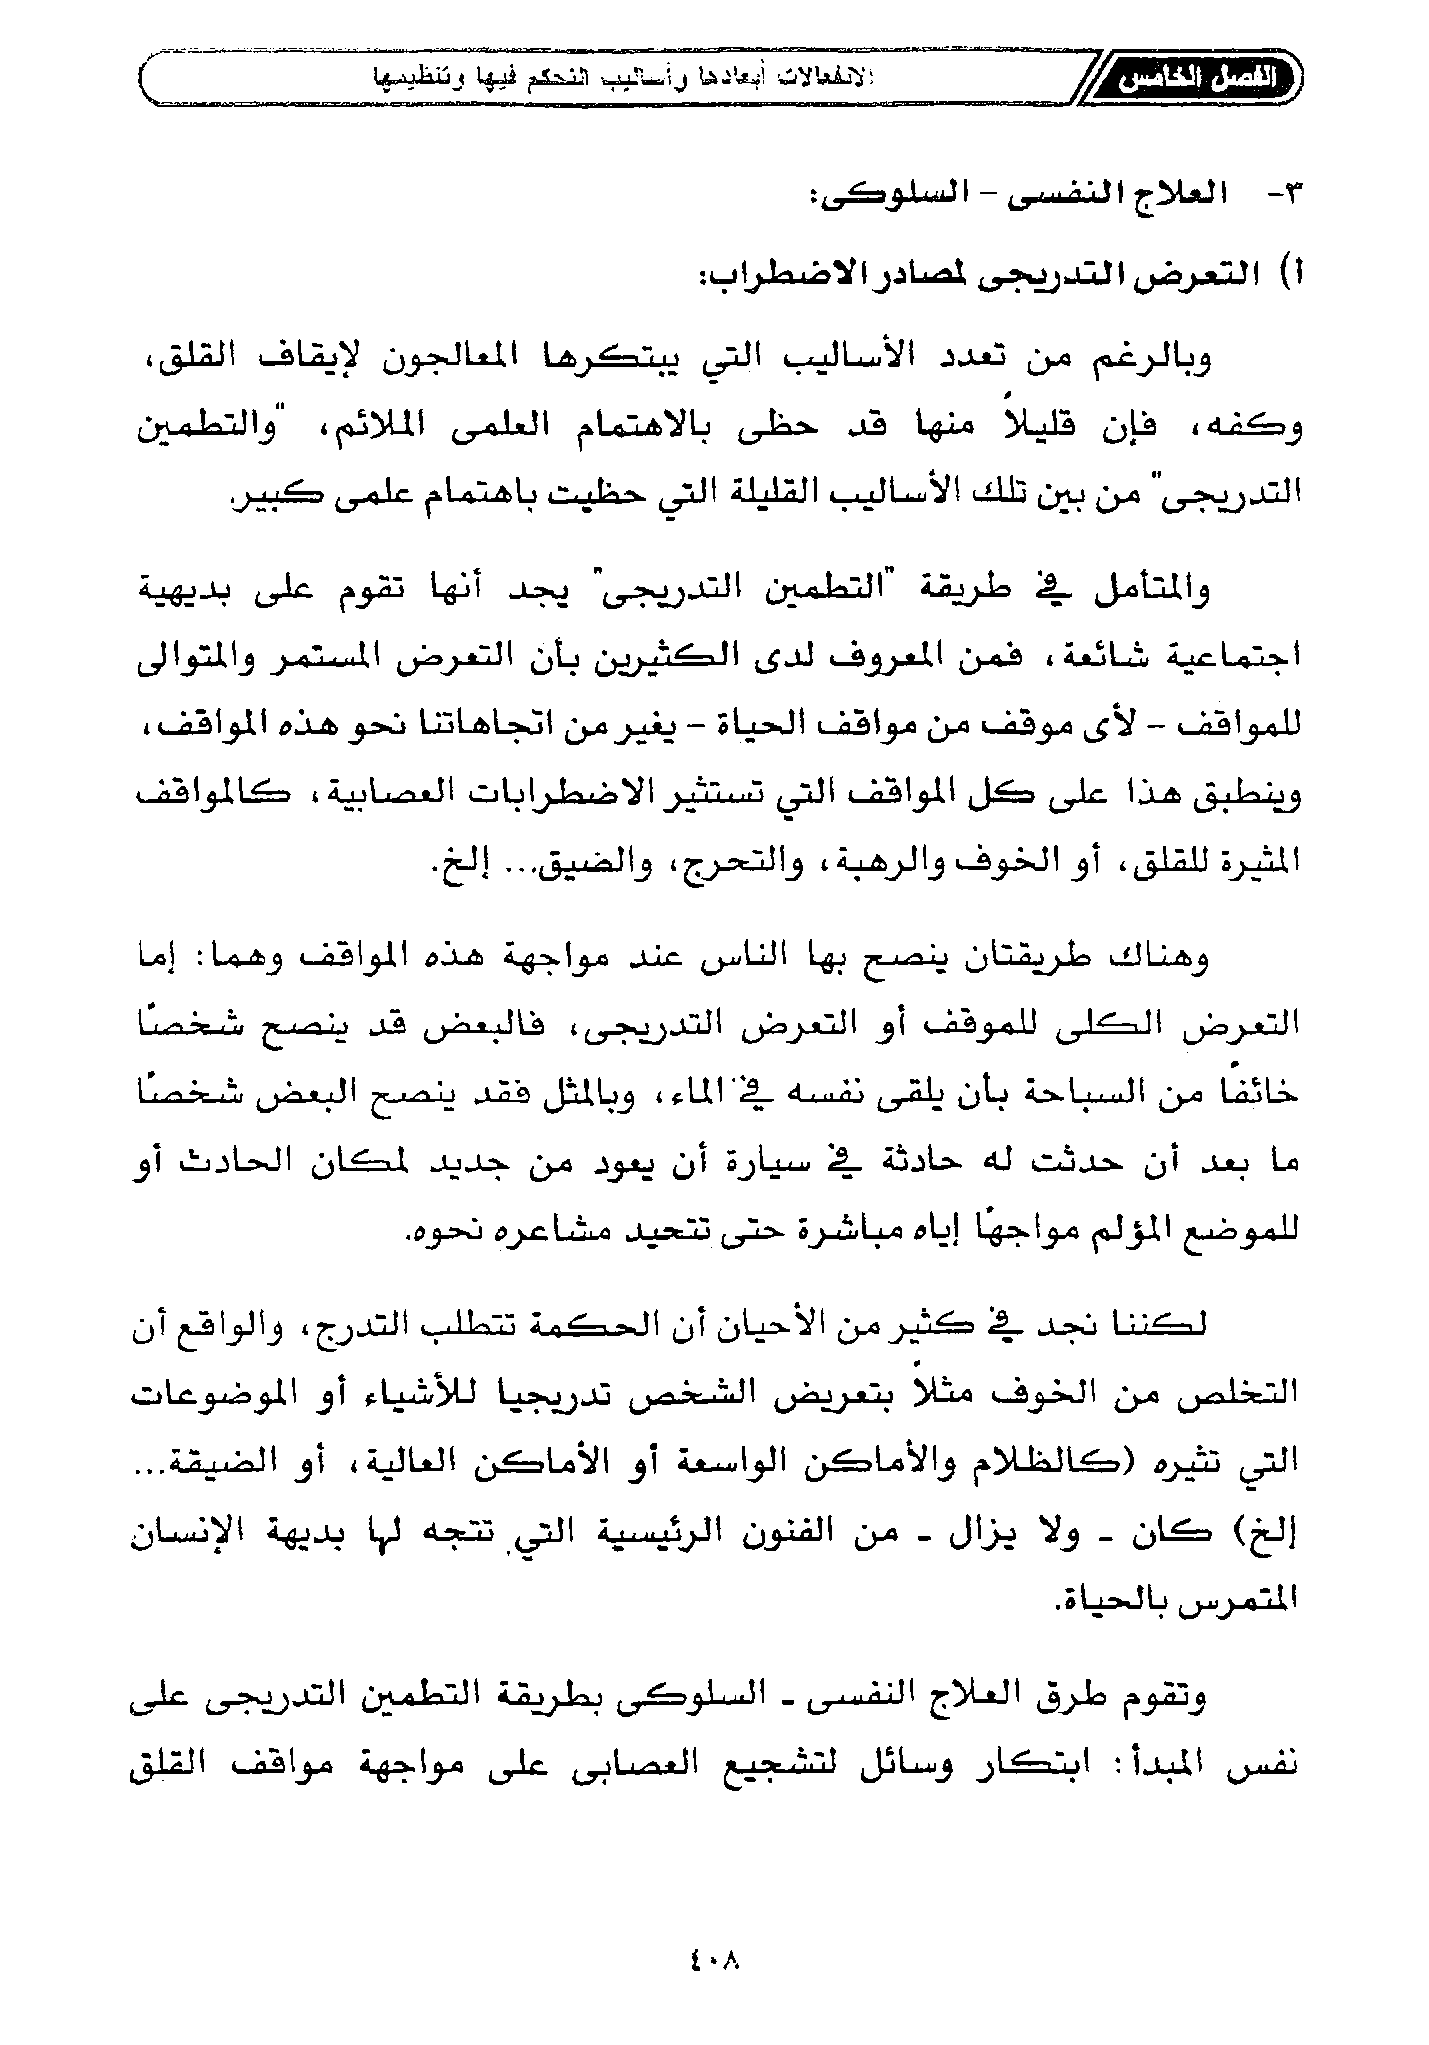 الفصل الخامس
الانفعالات أبعادها وأساليب التحكم فيها وتنظيمها
٣- العلاج النفسى - السلوكى:
أ) التعرض التدريجى لمصادر الاضطراب:
وبالرغم من تعدد الأساليب التي يبتكرها المعالجون لإيقاف القلق،
وكفه، فإن قليلاً منها قد حظى بالاهتمام العلمى الملائم، "والتطمين
التدريجى" من بين تلك الأساليب القليلة التي حظيت باهتمام علمى كبير.
والمتأمل في طريقة "التطمين التدريجى" يجد أنها تقوم على بديهية
اجتماعية شائعة، فمن المعروف لدى الكثيرين بأن التعرض المستمر والمتوالى
للمواقف - لأى موقف من مواقف الحياة - يغير من اتجاهاتنا نحو هذه المواقف،
وينطبق هذا على كل المواقف التي تستثير الاضطرابات العصابية، كالمواقف
المثيرة للقلق، أو الخوف والرهبة، والتحرج، والضيق... إلخ.
وهناك طريقتان ينصح بها الناس عند مواجهة هذه المواقف وهما: إما
التعرض الكلى للموقف أو التعرض التدريجى، فالبعض قد ينصح شخصًا
خائفًا من السباحة بأن يلقى نفسه في الماء، وبالمثل فقد ينصح البعض شخصًا
ما بعد أن حدثت له حادثة في سيارة أن يعود من جديد لمكان الحادث أو
للموضع المؤلم مواجهًا إياه مباشرة حتى تتحيد مشاعره نحوه.
لكننا نجد في كثير من الأحيان أن الحكمة تتطلب التدرج، والواقع أن
التخلص من الخوف مثلاً بتعريض الشخص تدريجيا للأشياء أو الموضوعات
التي تثيره (كالظلام والأماكن الواسعة أو الأماكن العالية، أو الضيقة...
إلخ) كان - ولا يزال - من الفنون الرئيسية التي تتجه لها بديهة الإنسان
المتمرس بالحياة.
وتقوم طرق العلاج النفسى - السلوكى بطريقة التطمين التدريجى على
نفس المبدأ: ابتكار وسائل لتشجيع العصابى على مواجهة مواقف القلق
٤٠٨